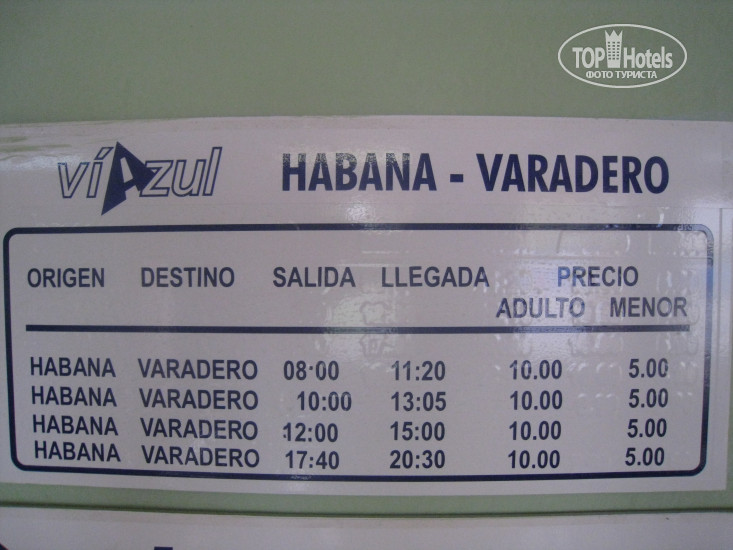 TOP Hotels
ФОТО ТУРИСТА
víAzul HABANA - VARADERO
ORIGEN DESTINO SALIDA LLEGADA PRECIO
ADULTO MENOR
HABANA VARADERO 08:00 11:20 10.00 5.00
HABANA VARADERO 10:00 13:05 10.00 5.00
HABANA VARADERO 12:00 15:00 10.00 5.00
HABANA VARADERO 17:40 20:30 10.00 5.00